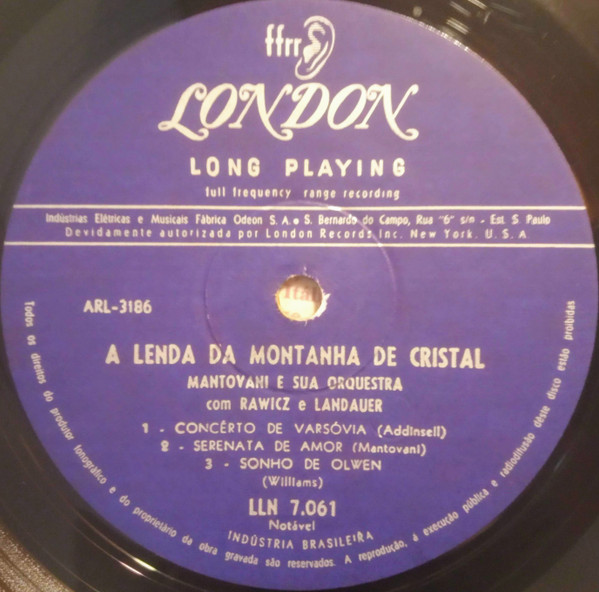 ffrr
LONDON
LONG PLAYING
full frequency range recording
Indústrias Elétricas e Musicais Fábrica Odeon S. A. • S. Bernardo do Campo, Rua "6" s/n - Est. S Paulo
Devidamente autorizada por London Records Inc. New York. U. S. A
ARL-3186
A LENDA DA MONTANHA DE CRISTAL
MANTOVANI E SUA ORQUESTRA
com RAWICZ e LANDAUER
1 - CONCÊRTO DE VARSÓVIA (Addinsell)
2 - SERENATA DE AMOR (Mantovani)
3 - SONHO DE OLWEN
(Williams)
LLN 7.061
Notável
INDÚSTRIA BRASILEIRA
Todos os direitos do produtor fonográfico e do proprietário da obra gravada são reservados. A reprodução, a execução pública e radiodifusão dêste disco estão proibidas